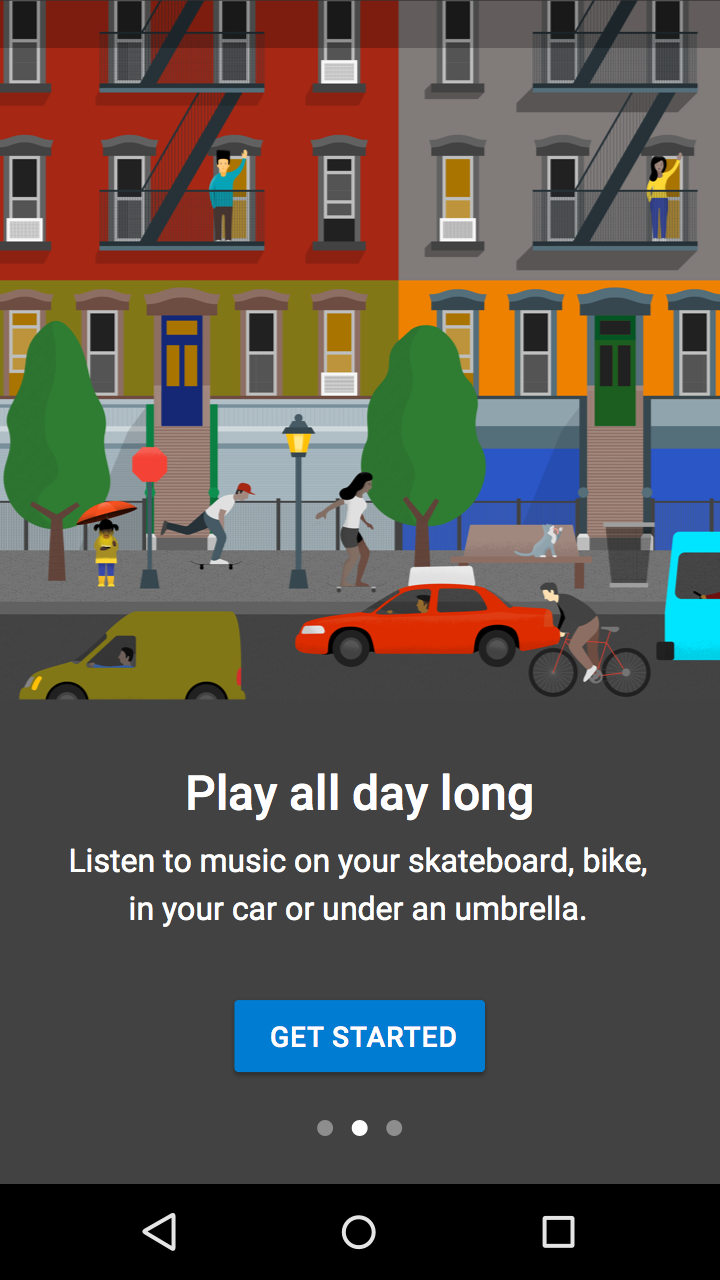 Play all day long
Listen to music on your skateboard, bike,
in your car or under an umbrella.
GET STARTED